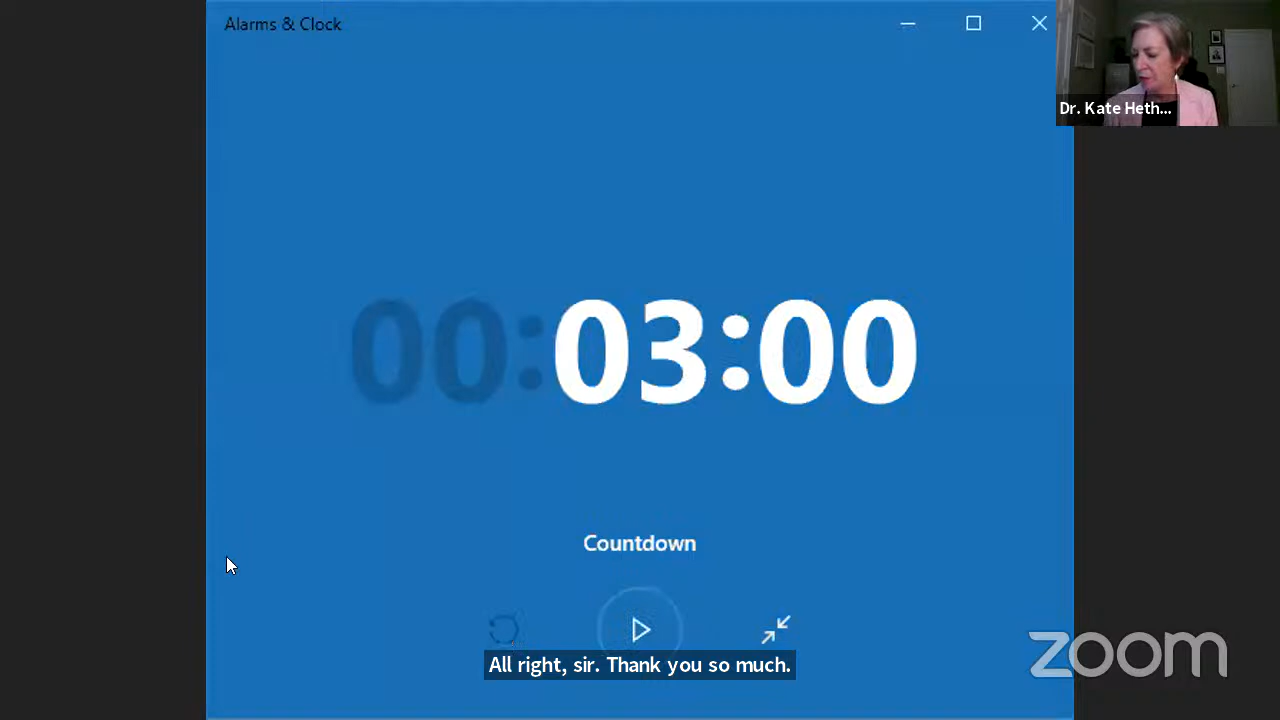 Alarms & Clock
Dr. Kate Heth...
00:03:00
Countdown
All right, sir. Thank you so much.
zoom